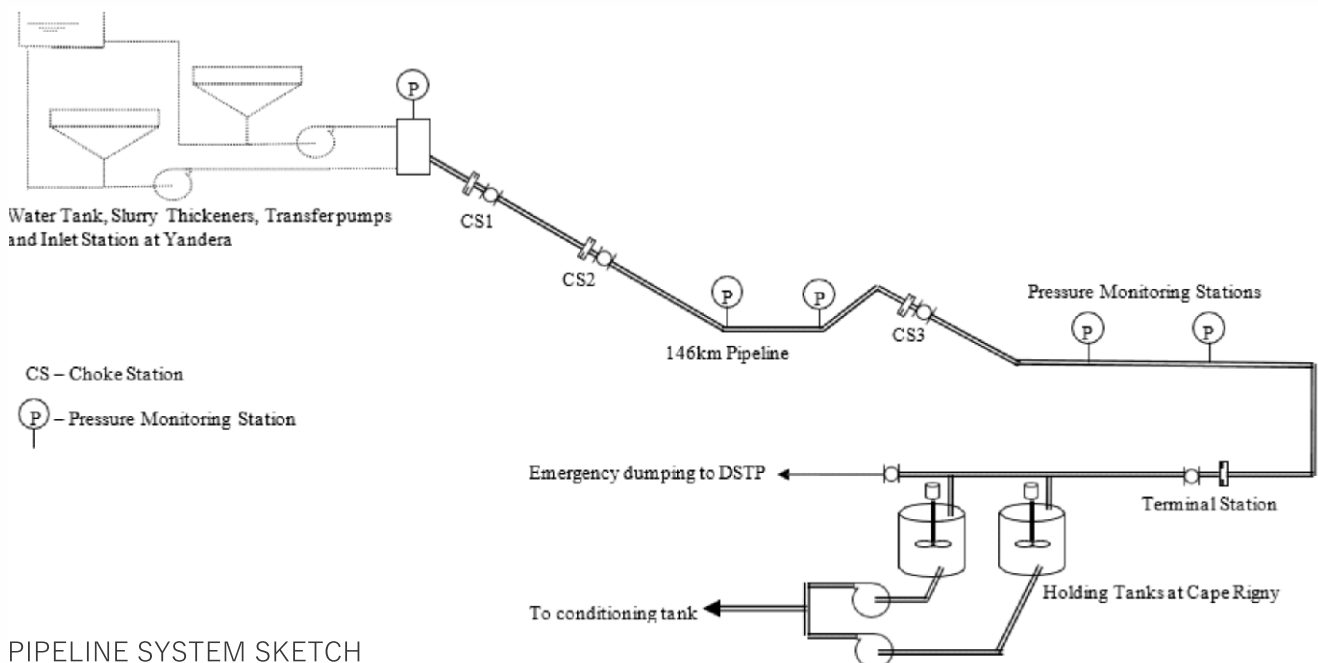 P
Water Tank, Slurry Thickeners, Transferpumps
and Inlet Station at Yandera
CS1
CS2
P
P
CS3
Pressure Monitoring Stations
P
P
146km Pipeline
CS – Choke Station
P – Pressure Monitoring Station
Emergency dumping to DSTP
Terminal Station
Holding Tanks at Cape Rigny
To conditioning tank
PIPELINE SYSTEM SKETCH